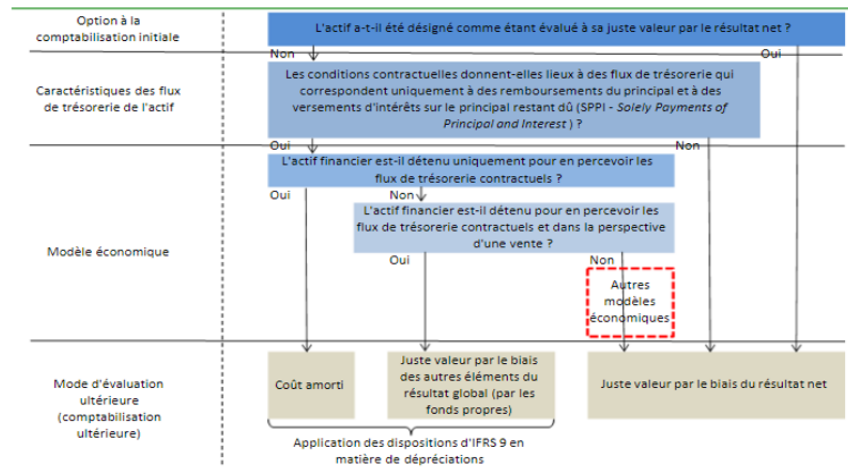 Option à la
comptabilisation initiale
L'actif a-t-il été désigné comme étant évalué à sa juste valeur par le résultat net ?
Non
Oui
Caractéristiques des flux
de trésorerie de l'actif
Les conditions contractuelles donnent-elles lieux à des flux de trésorerie qui
correspondent uniquement à des remboursements du principal et à des
versements d'intérêts sur le principal restant dû (SPPI - Solely Payments of
Principal and Interest ) ?
Oui
Non
Modèle économique
L'actif financier est-il détenu uniquement pour en percevoir les
flux de trésorerie contractuels ?
Oui
Non
L'actif financier est-il détenu pour en percevoir les
flux de trésorerie contractuels et dans la perspective
d'une vente ?
Oui
Non
Autres
modèles
économiques
Mode d'évaluation
ultérieure
(comptabilisation
ultérieure)
Coût amorti
Juste valeur par le biais
des autres éléments du
résultat global (par les
fonds propres)
Juste valeur par le biais du résultat net
Application des dispositions d'IFRS 9 en
matière de dépréciations